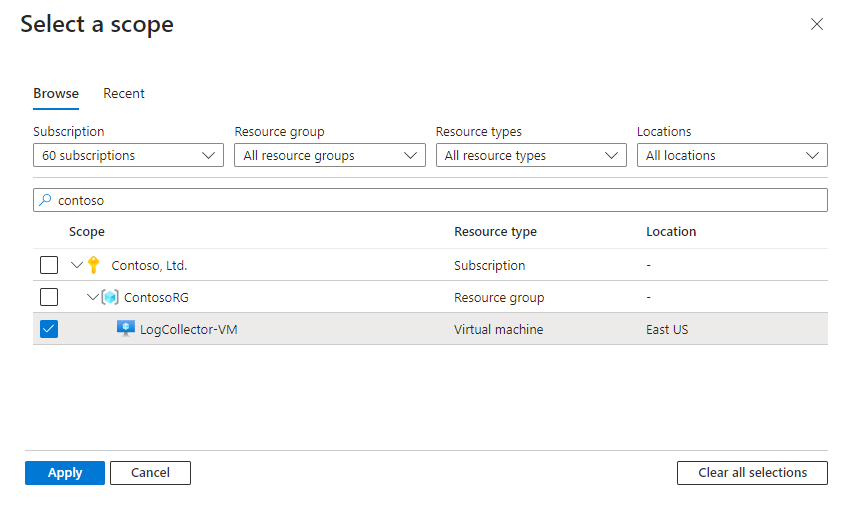 Select a scope
Browse Recent
Subscription Resource group Resource types Locations
60 subscriptions All resource groups All resource types All locations
contoso
Scope Resource type Location
Contoso, Ltd. Subscription -
ContosoRG Resource group -
LogCollector-VM Virtual machine East US
Apply Cancel Clear all selections